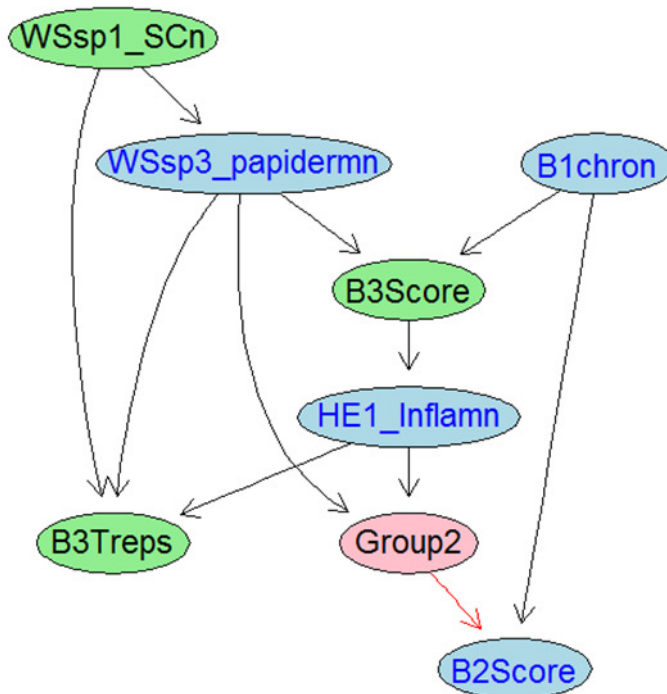 WSsp1_SCn
WSsp3_papidermn
B1chron
B3Score
HE1_Inflamn
B3Treps
Group2
B2Score